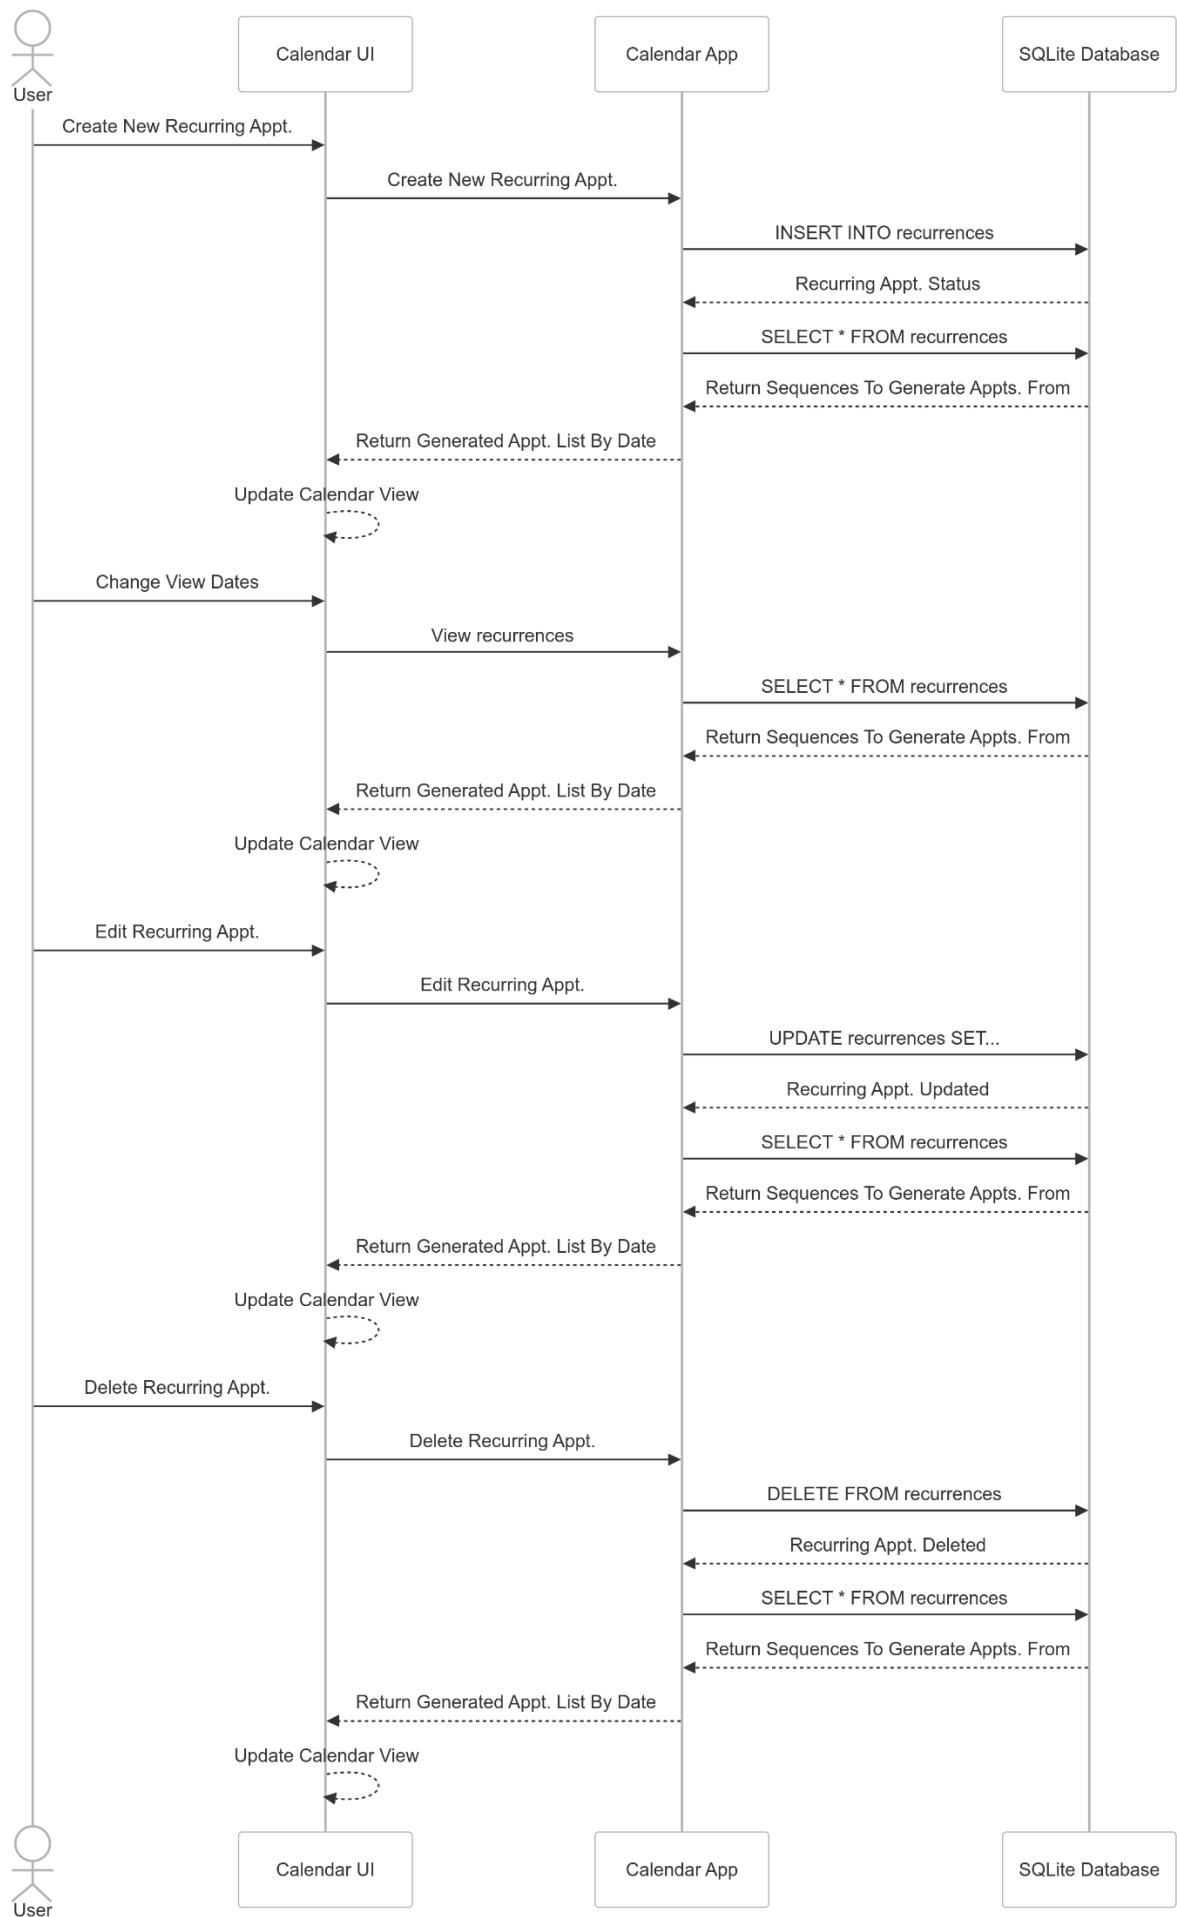 User
Calendar UI
Calendar App
SQLite Database
Create New Recurring Appt.
Create New Recurring Appt.
INSERT INTO recurrences
Recurring Appt. Status
SELECT * FROM recurrences
Return Sequences To Generate Appts. From
Return Generated Appt. List By Date
Update Calendar View
Change View Dates
View recurrences
SELECT * FROM recurrences
Return Sequences To Generate Appts. From
Return Generated Appt. List By Date
Update Calendar View
Edit Recurring Appt.
Edit Recurring Appt.
UPDATE recurrences SET...
Recurring Appt. Updated
SELECT * FROM recurrences
Return Sequences To Generate Appts. From
Return Generated Appt. List By Date
Update Calendar View
Delete Recurring Appt.
Delete Recurring Appt.
DELETE FROM recurrences
Recurring Appt. Deleted
SELECT * FROM recurrences
Return Sequences To Generate Appts. From
Return Generated Appt. List By Date
Update Calendar View
User
Calendar UI
Calendar App
SQLite Database